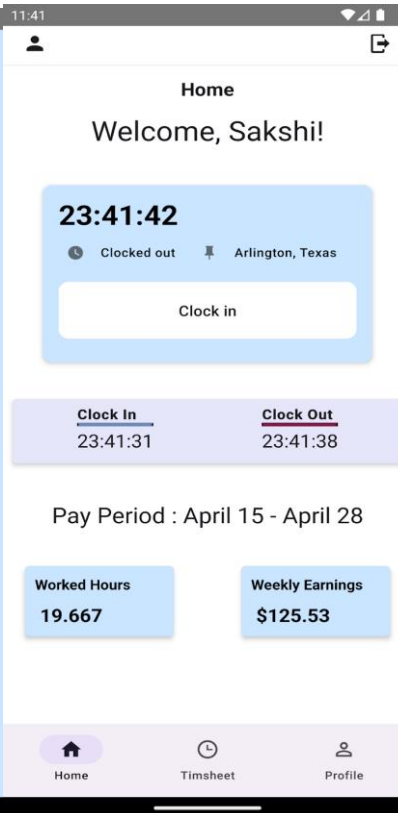 11:41
Home
Welcome, Sakshi!
23:41:42
Clocked out Arlington, Texas
Clock in
Clock In Clock Out
23:41:31 23:41:38
Pay Period : April 15 - April 28
Worked Hours Weekly Earnings
19.667 $125.53
Home Timsheet Profile